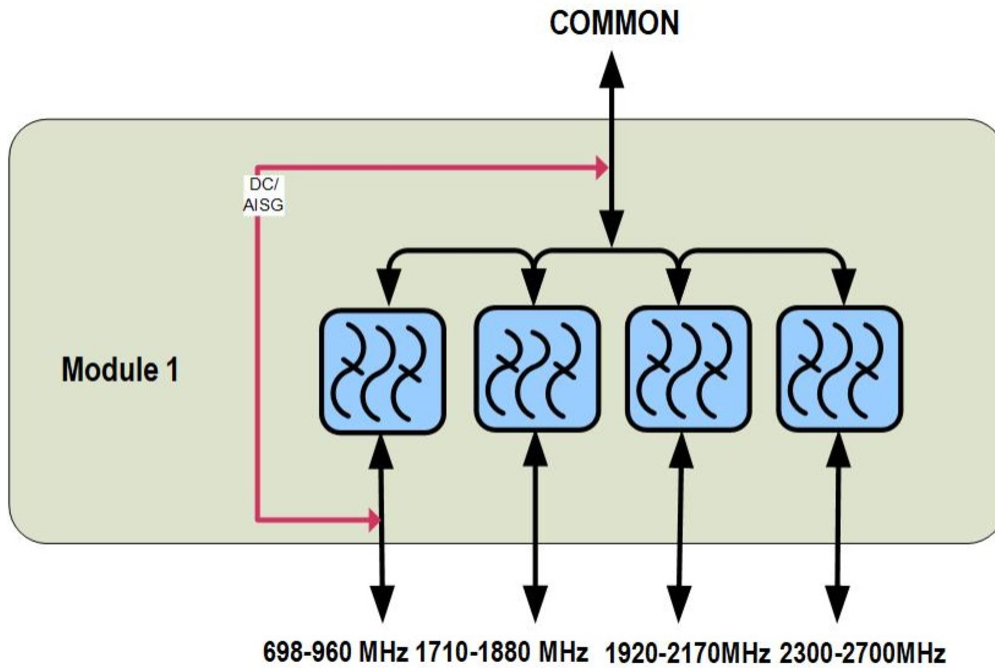 COMMON
DC/
AISG
Module 1
698-960 MHz 1710-1880 MHz 1920-2170MHz 2300-2700MHz